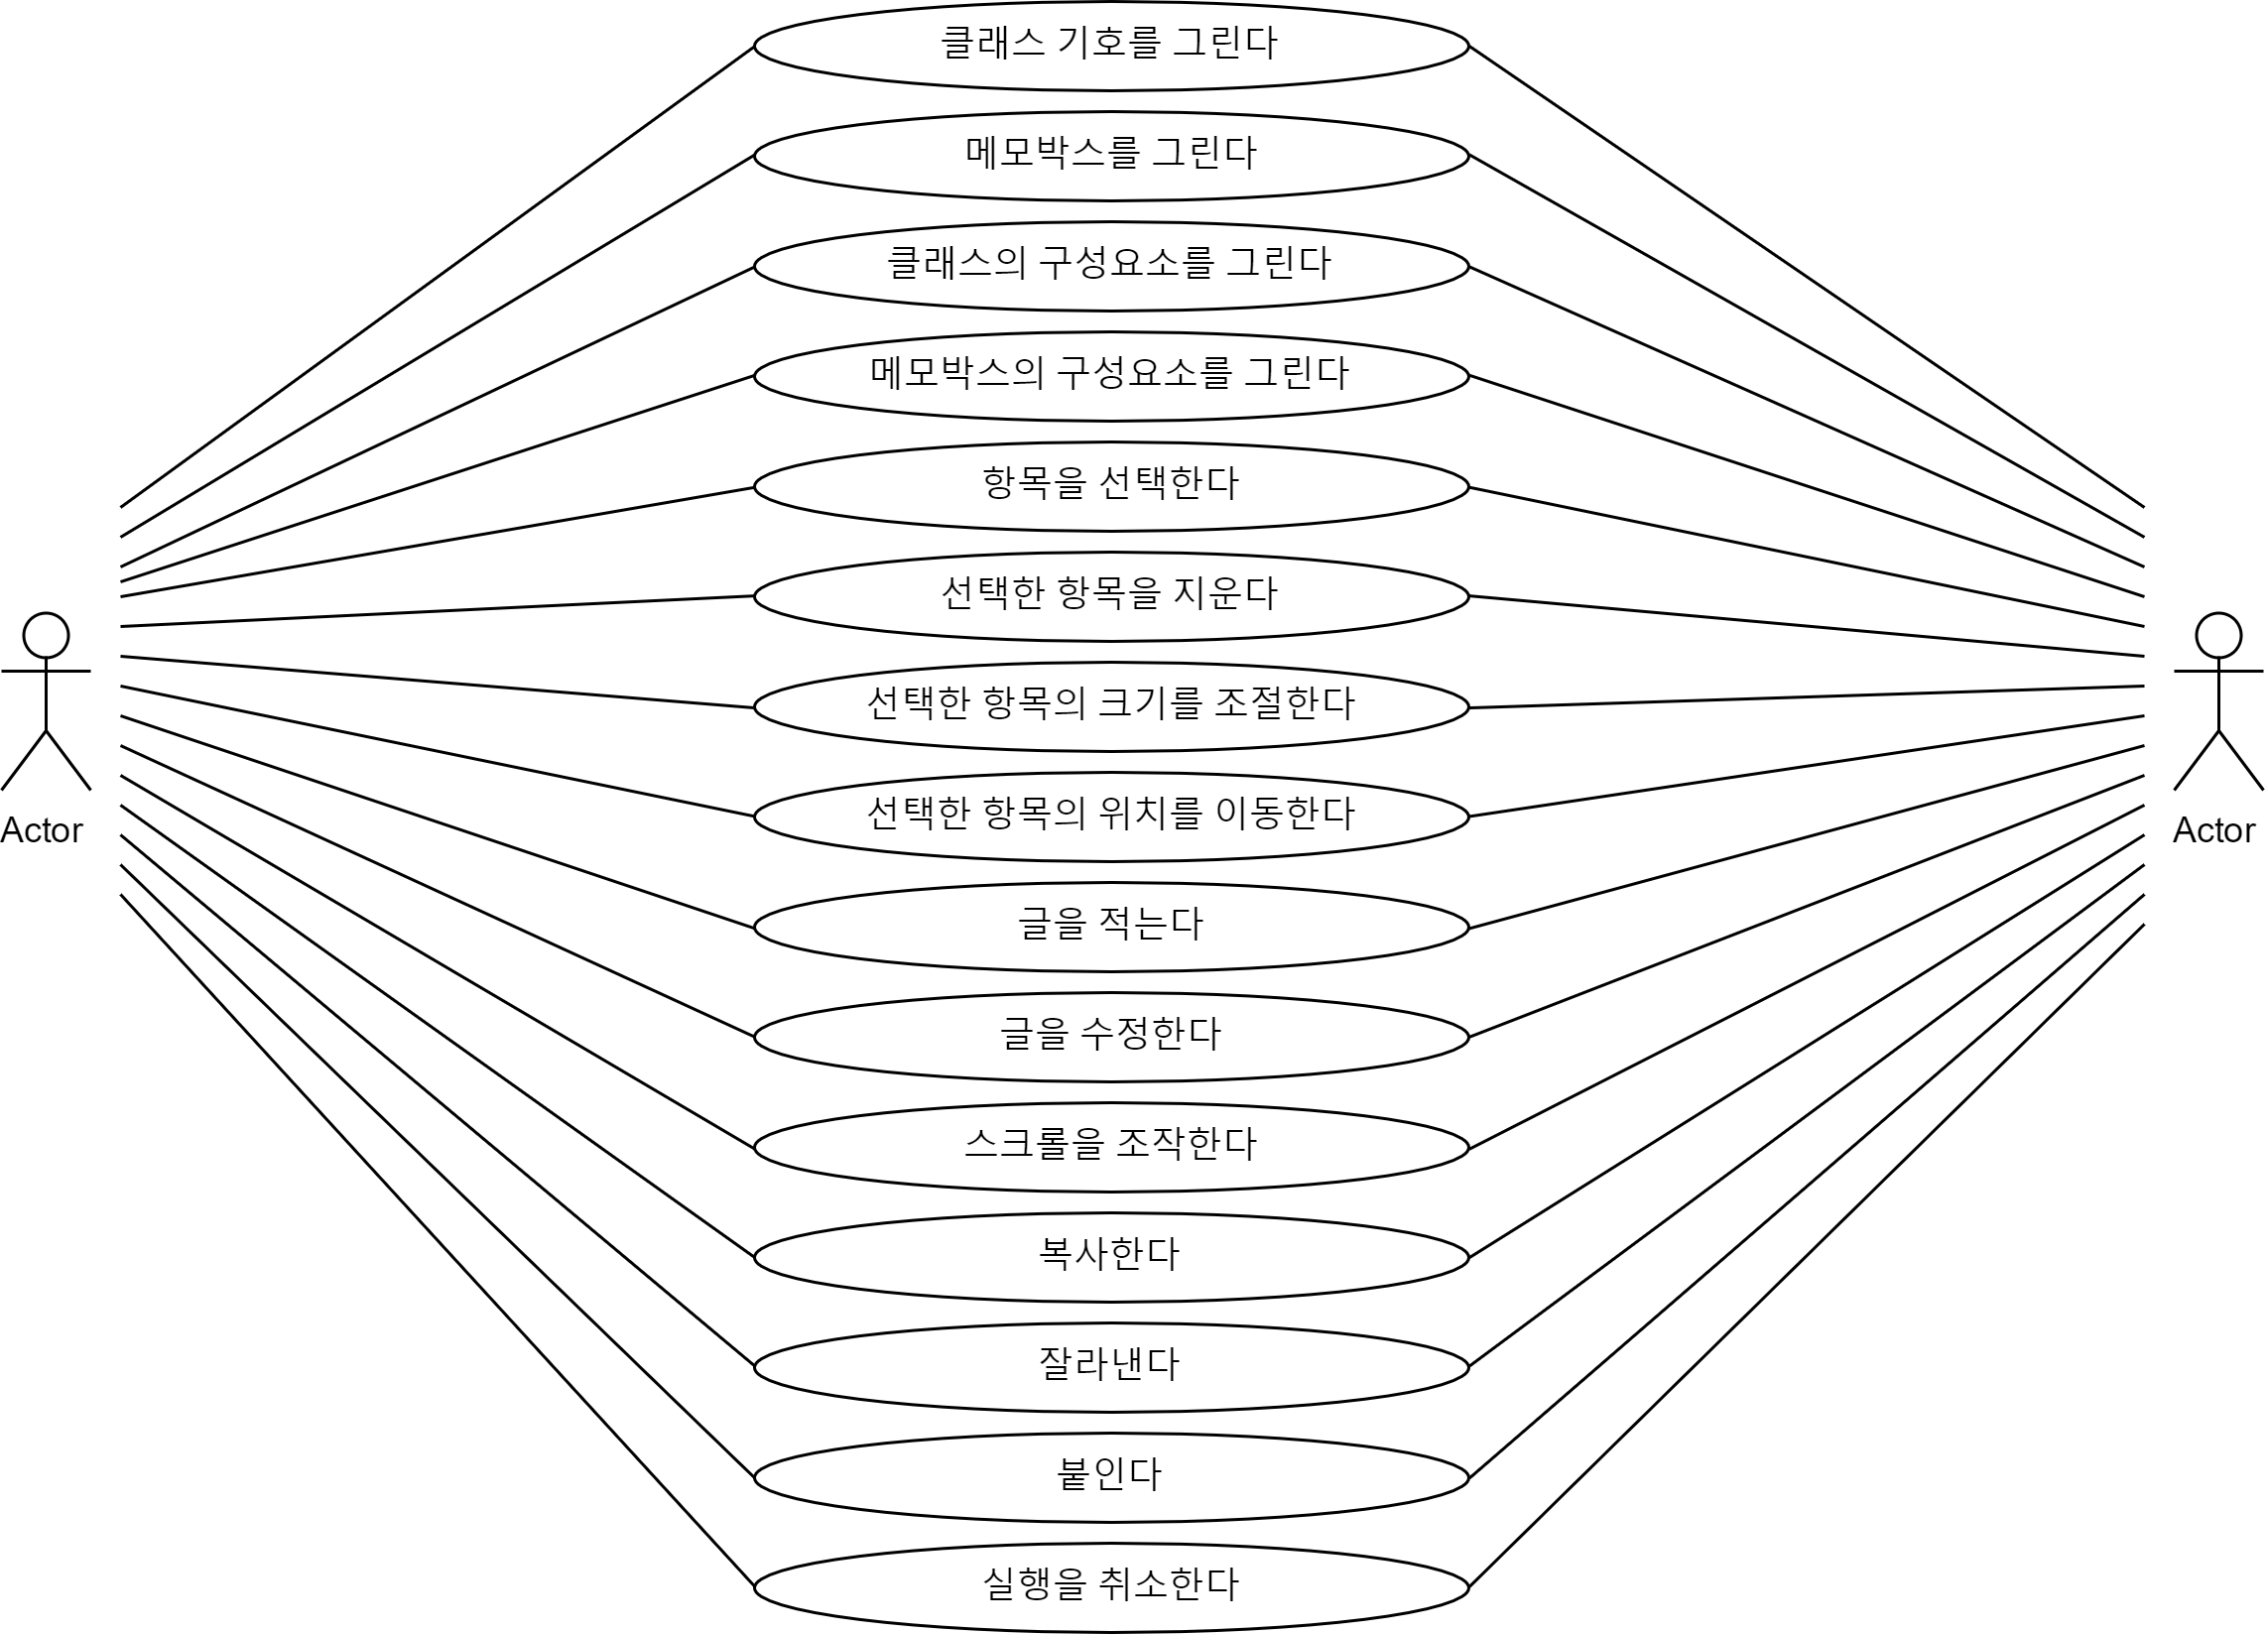 클래스 기호를 그린다
메모박스를 그린다
클래스의 구성요소를 그린다
메모박스의 구성요소를 그린다
항목을 선택한다
선택한 항목을 지운다
선택한 항목의 크기를 조절한다
선택한 항목의 위치를 이동한다
Actor
Actor
글을 적는다
글을 수정한다
스크롤을 조작한다
복사한다
잘라낸다
붙인다
실행을 취소한다